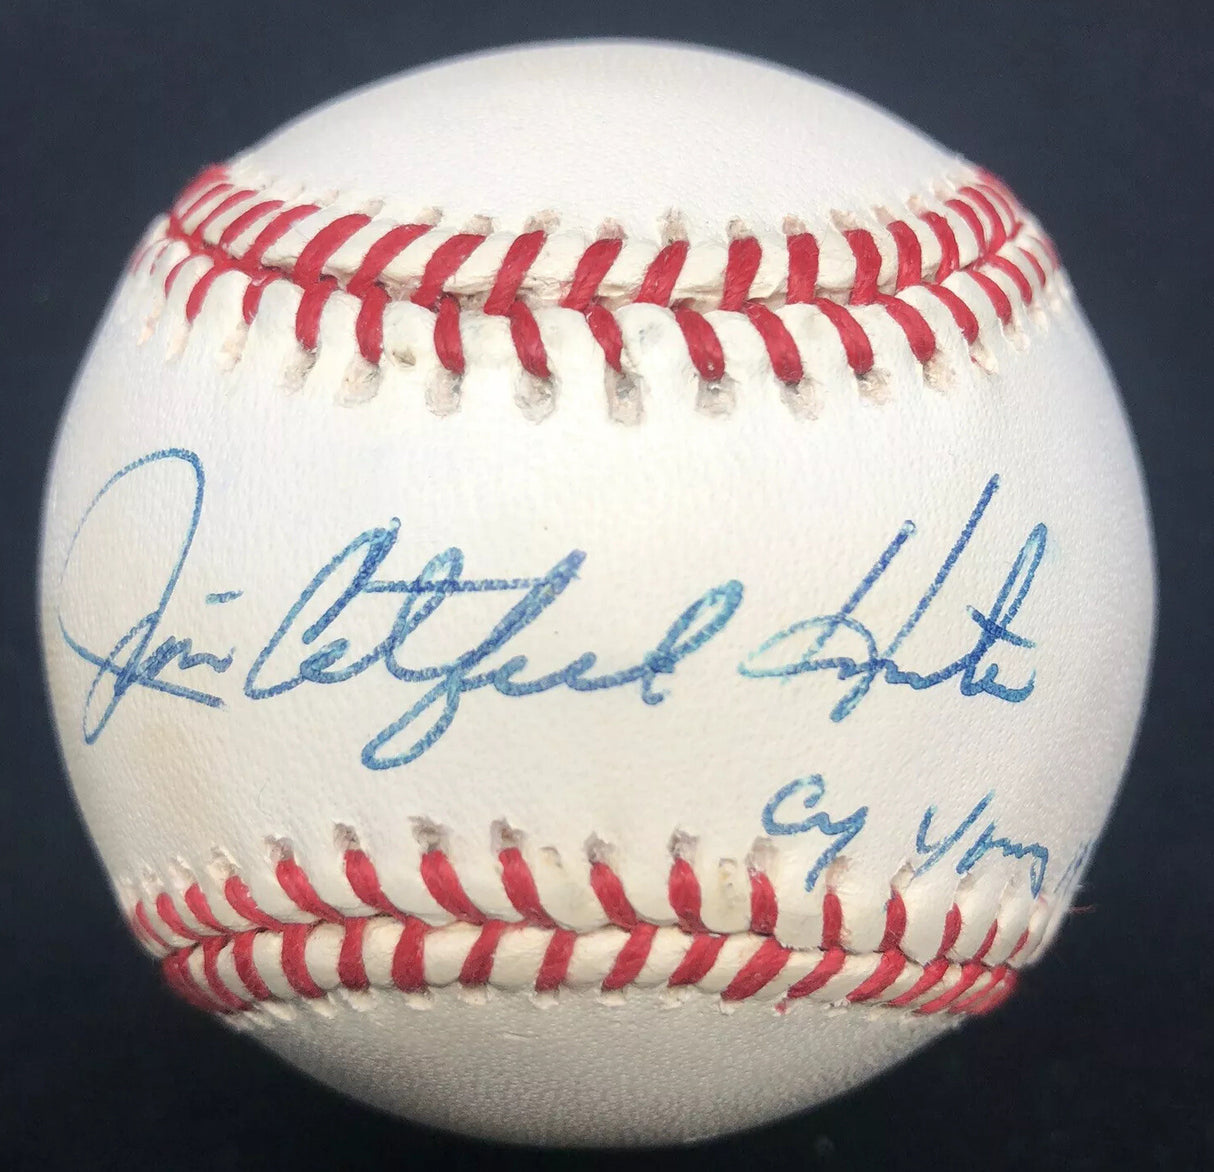 Jim Catfish Hunter
Cy Young